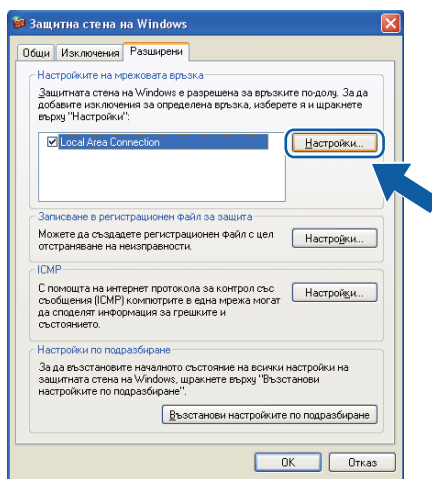 Защитна стена на Windows
Общи Изключения Разширени
Настройките на мрежовата връзка
Защитната стена на Windows е разрешена за връзките по-долу. За да
добавите изключения за определена връзка, изберете я и щракнете
върху "Настройки":
Local Area Connection
Настройки...
Записване в регистрационен файл за защита
Можете да създадете регистрационен файл с цел
отстраняване на неизправности.
Настройки...
ICMP
С помощта на интернет протокола за контрол със
съобщения (ICMP) компютрите в една мрежа могат
да споделят информация за грешките и
състоянието.
Настройки...
Настройки по подразбиране
За да възстановите началното състояние на всички настройки на
защитната стена на Windows, щракнете върху "Възстанови
настройките по подразбиране".
Възстанови настройките по подразбиране
OK Отказ